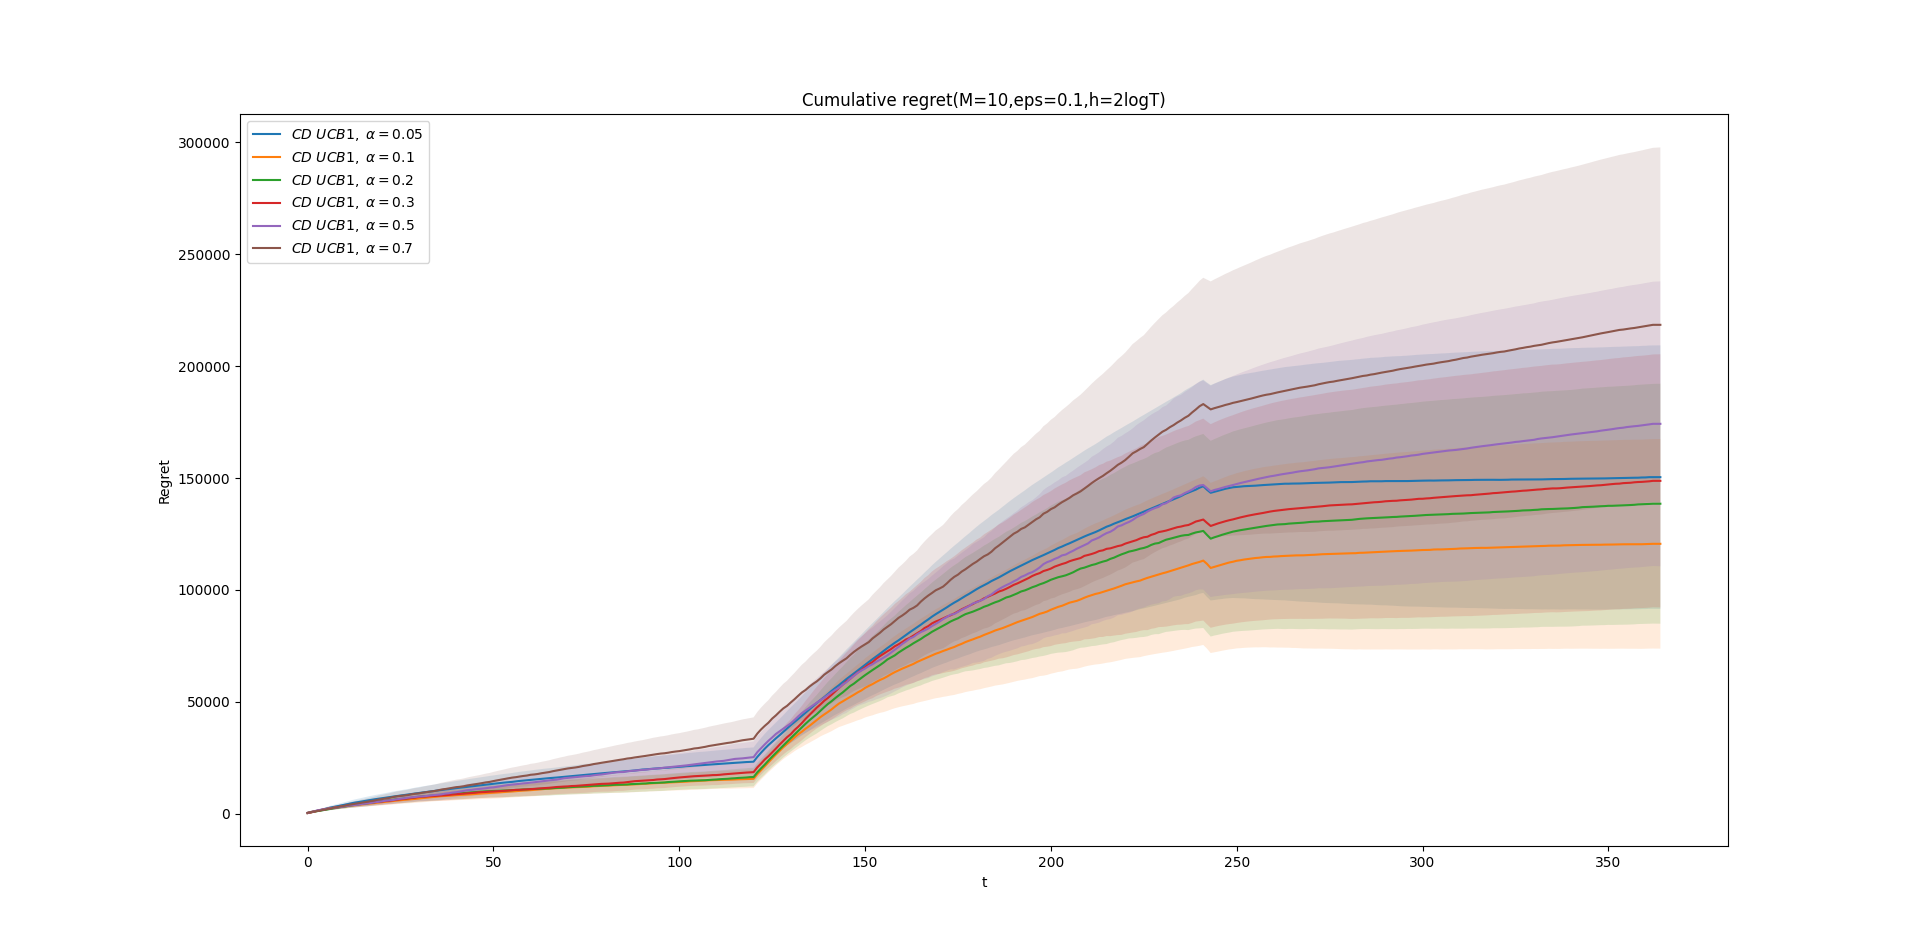 Cumulative regret(M=10,eps=0.1,h=2logT)
CD UCB1, α = 0.05
CD UCB1, α = 0.1
CD UCB1, α = 0.2
CD UCB1, α = 0.3
CD UCB1, α = 0.5
CD UCB1, α = 0.7
Regret
300000
250000
200000
150000
100000
50000
0
0 50 100 150 200 250 300 350
t